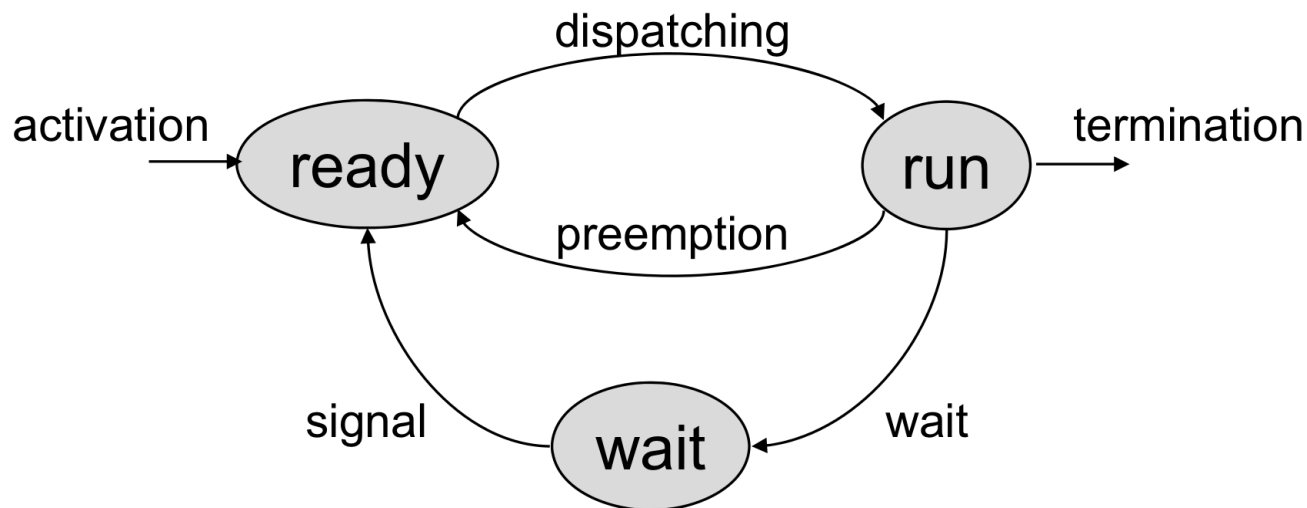 dispatching
activation
termination
ready
run
preemption
signal
wait
wait